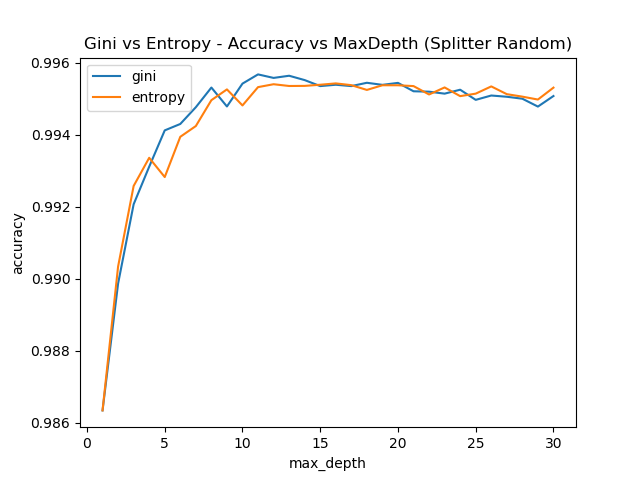 Gini vs Entropy - Accuracy vs MaxDepth (Splitter Random)
0.996
gini
entropy
0.994
0.992
accuracy
0.990
0.988
0.986
0 5 10 15 20 25 30
max_depth